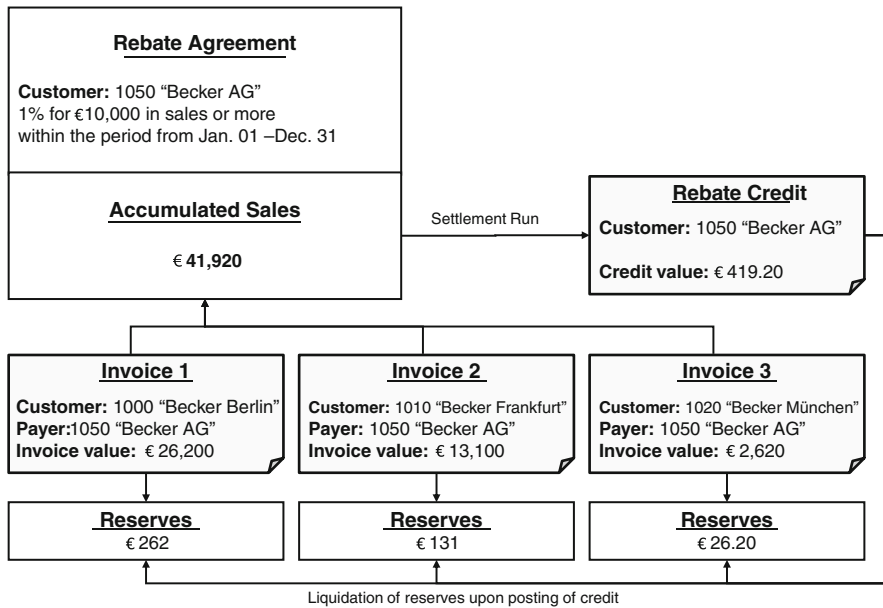 Rebate Agreement
Customer: 1050 “Becker AG”
1% for €10,000 in sales or more
within the period from Jan. 01 –Dec. 31
Accumulated Sales
€ 41,920
Settlement Run
Rebate Credit
Customer: 1050 “Becker AG”
Credit value: € 419.20
Invoice 1
Customer: 1000 “Becker Berlin”
Payer:1050 “Becker AG”
Invoice value: € 26,200
Invoice 2
Customer: 1010 “Becker Frankfurt”
Payer: 1050 “Becker AG”
Invoice value: € 13,100
Invoice 3
Customer: 1020 “Becker München”
Payer: 1050 “Becker AG”
Invoice value: € 2,620
Reserves
€ 262
Reserves
€ 131
Reserves
€ 26.20
Liquidation of reserves upon posting of credit